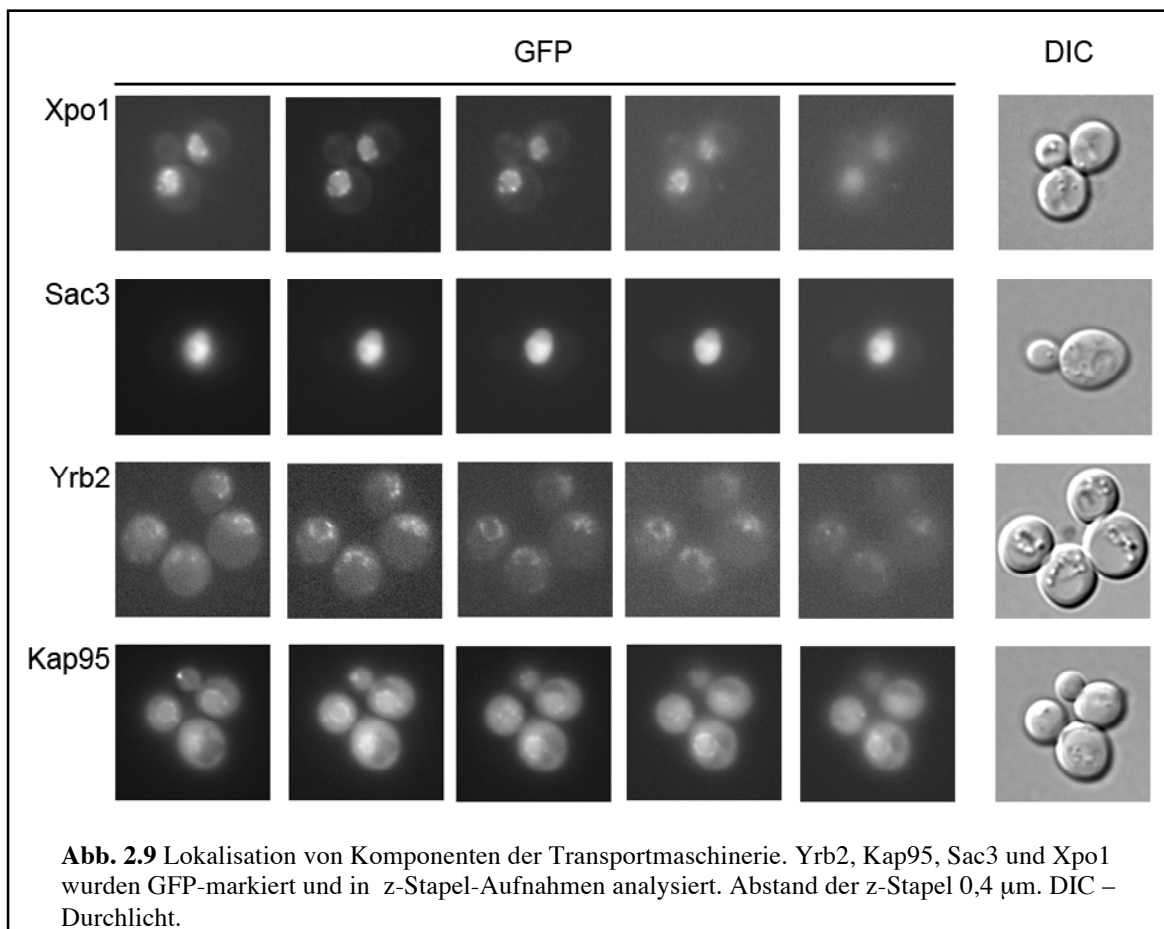 GFP
DIC
Xpo1
Sac3
Yrb2
Kap95
Abb. 2.9 Lokalisation von Komponenten der Transportmaschinerie. Yrb2, Kap95, Sac3 und Xpo1
wurden GFP-markiert und in z-Stapel-Aufnahmen analysiert. Abstand der z-Stapel 0,4 μm. DIC –
Durchlicht.